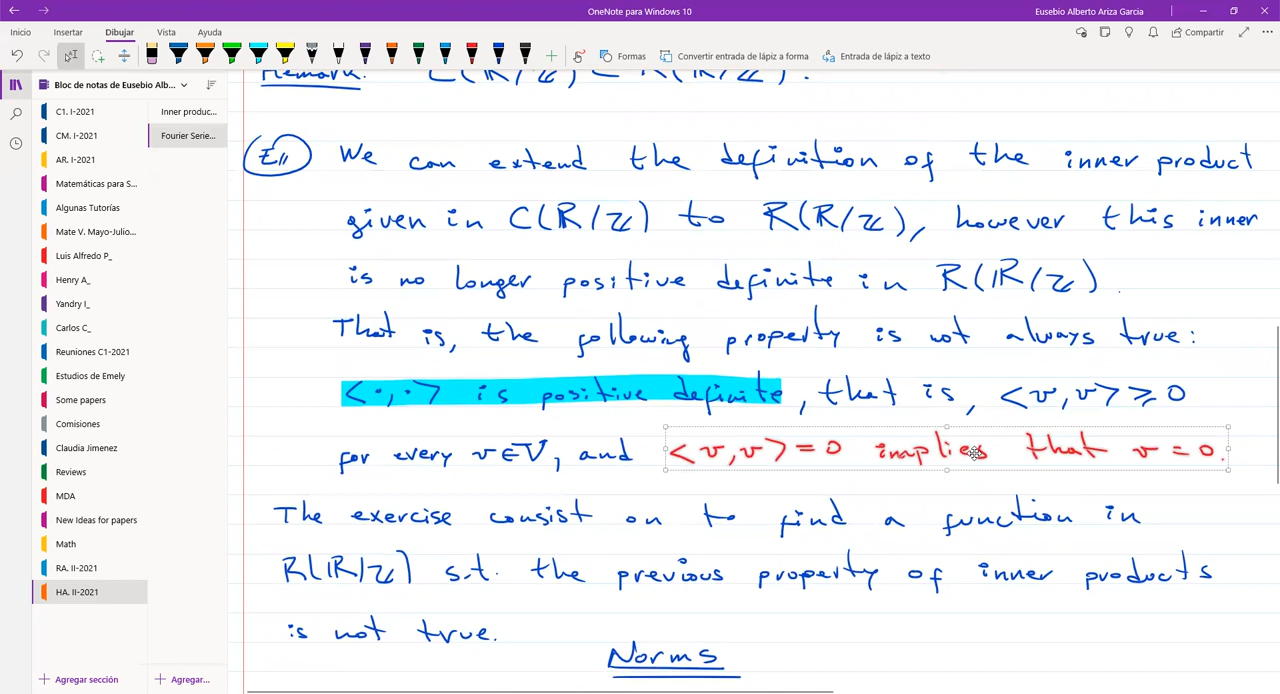 OneNote para Windows 10
Eusebio Alberto Ariza Garcia
Inicio Insertar Dibujar Vista Ayuda
Compartir
Formas
Convertir entrada de lápiz a forma
Entrada de lápiz a texto
Bloc de notas de Eusebio Alb...
C1. I-2021
CM. I-2021
AR. I-2021
Matemáticas para S...
Algunas Tutorías
Mate V. Mayo-Julio...
Luis Alfredo P_
Henry A_
Yandry I_
Carlos C_
Reuniones C1-2021
Estudios de Emely
Some papers
Comisiones
Claudia Jimenez
Reviews
MDA
New Ideas for papers
Math
RA. II-2021
HA. II-2021
Agregar sección
Inner produc...
Fourier Serie...
Agregar...
Remark. C(R/Z) ⊂ R(R/Z).
E11 We can extend the definition of the inner product
given in C(R/Z) to R(R/Z), however this inner
is no longer positive definite in R(R/Z).
That is, the following property is not always true:
<·,·> is positive definite, that is, <v,v> ≥ 0
for every v∈V, and <v,v> = 0 implies that v = 0.
The exercise consist on to find a function in
R(R/Z) s.t. the previous property of inner products
is not true.
Norms